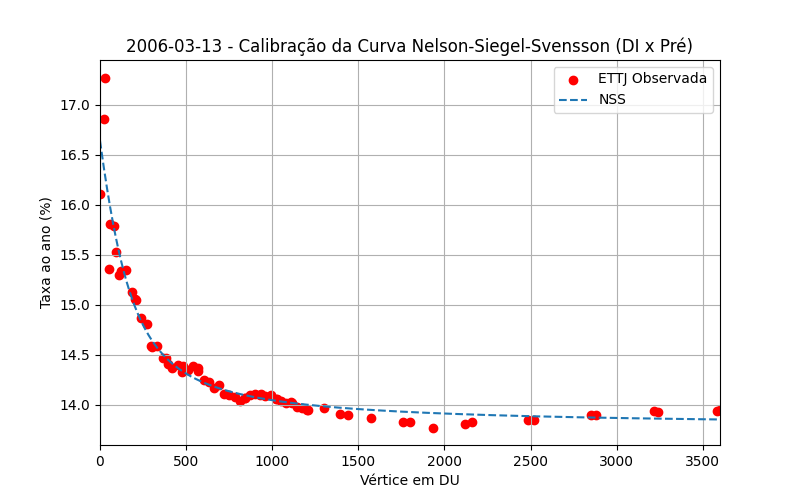 2006-03-13 - Calibração da Curva Nelson-Siegel-Svensson (DI x Pré)
ETTJ Observada
NSS
Taxa ao ano (%)
17.0
16.5
16.0
15.5
15.0
14.5
14.0
0 500 1000 1500 2000 2500 3000 3500
Vértice em DU